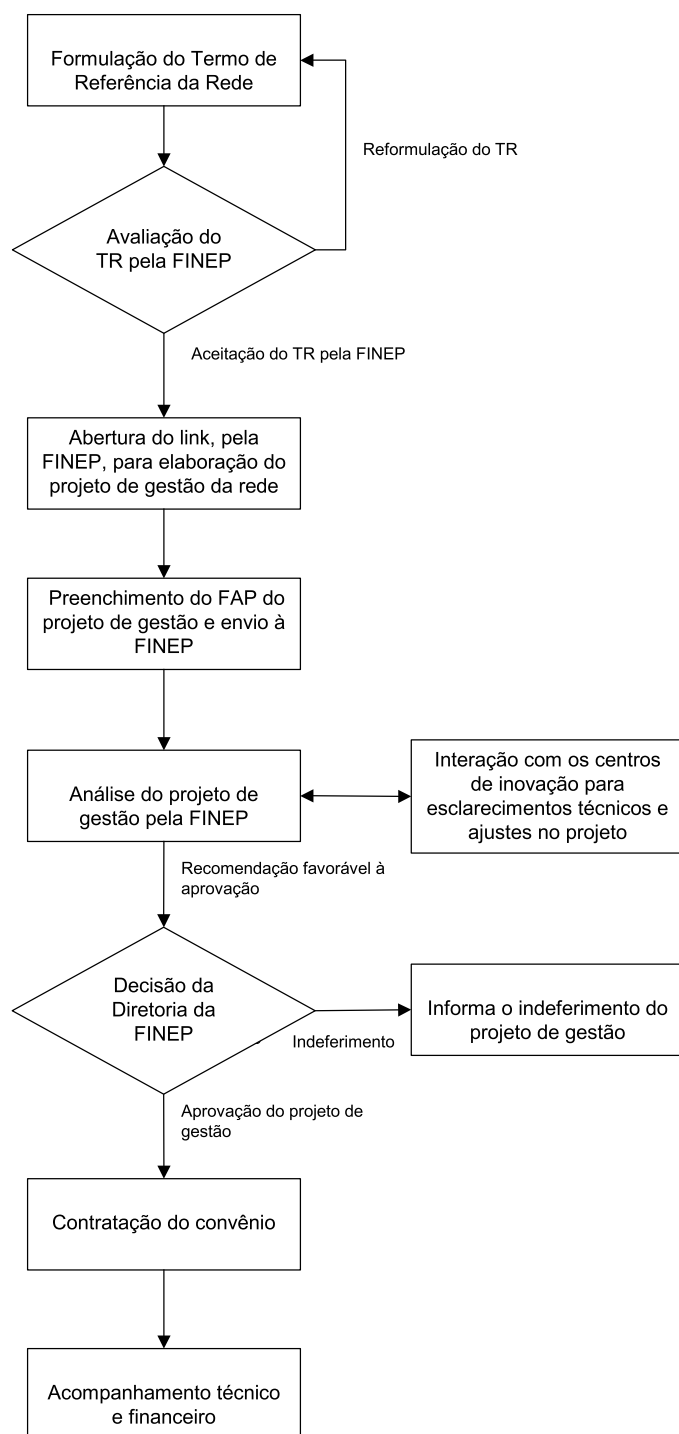 Formulação do Termo de
Referência da Rede
Reformulação do TR
Avaliação do
TR pela FINEP
Aceitação do TR pela FINEP
Abertura do link, pela
FINEP, para elaboração do
projeto de gestão da rede
Preenchimento do FAP do
projeto de gestão e envio à
FINEP
Análise do projeto de
gestão pela FINEP
Interação com os centros
de inovação para
esclarecimentos técnicos e
ajustes no projeto
Recomendação favorável à
aprovação
Decisão da
Diretoria da
FINEP
Indeferimento
Informa o indeferimento do
projeto de gestão
Aprovação do projeto de
gestão
Contratação do convênio
Acompanhamento técnico
e financeiro